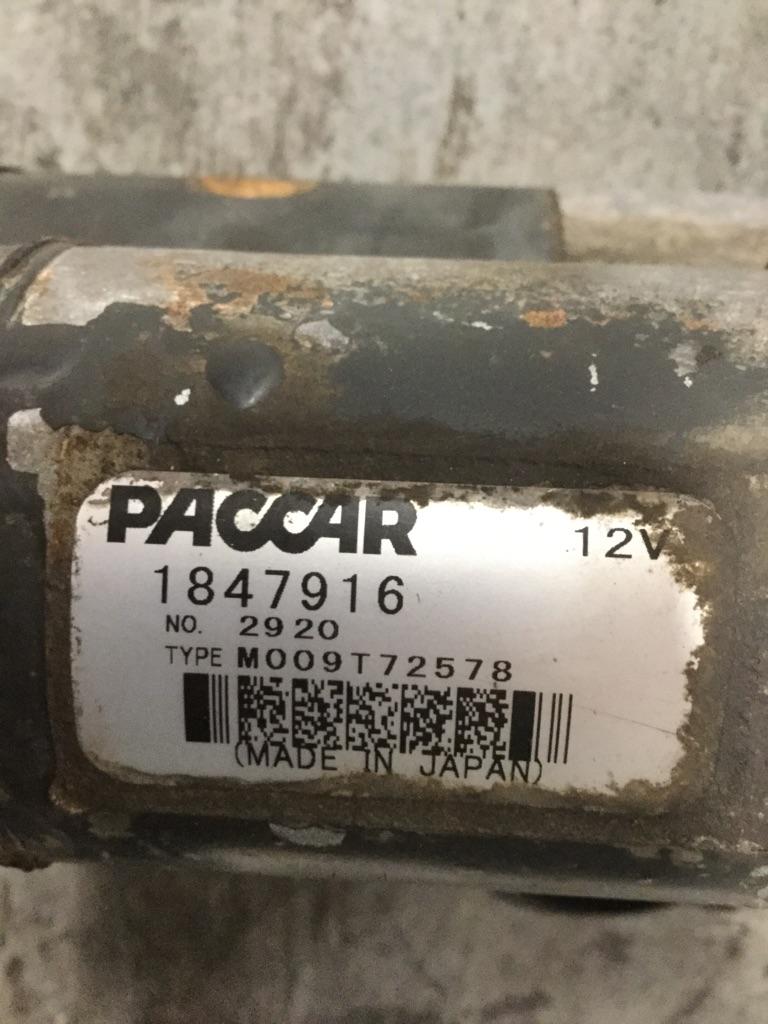 PACCAR 12V
1847916
NO. 2920
TYPE M009T72578
(MADE IN JAPAN)